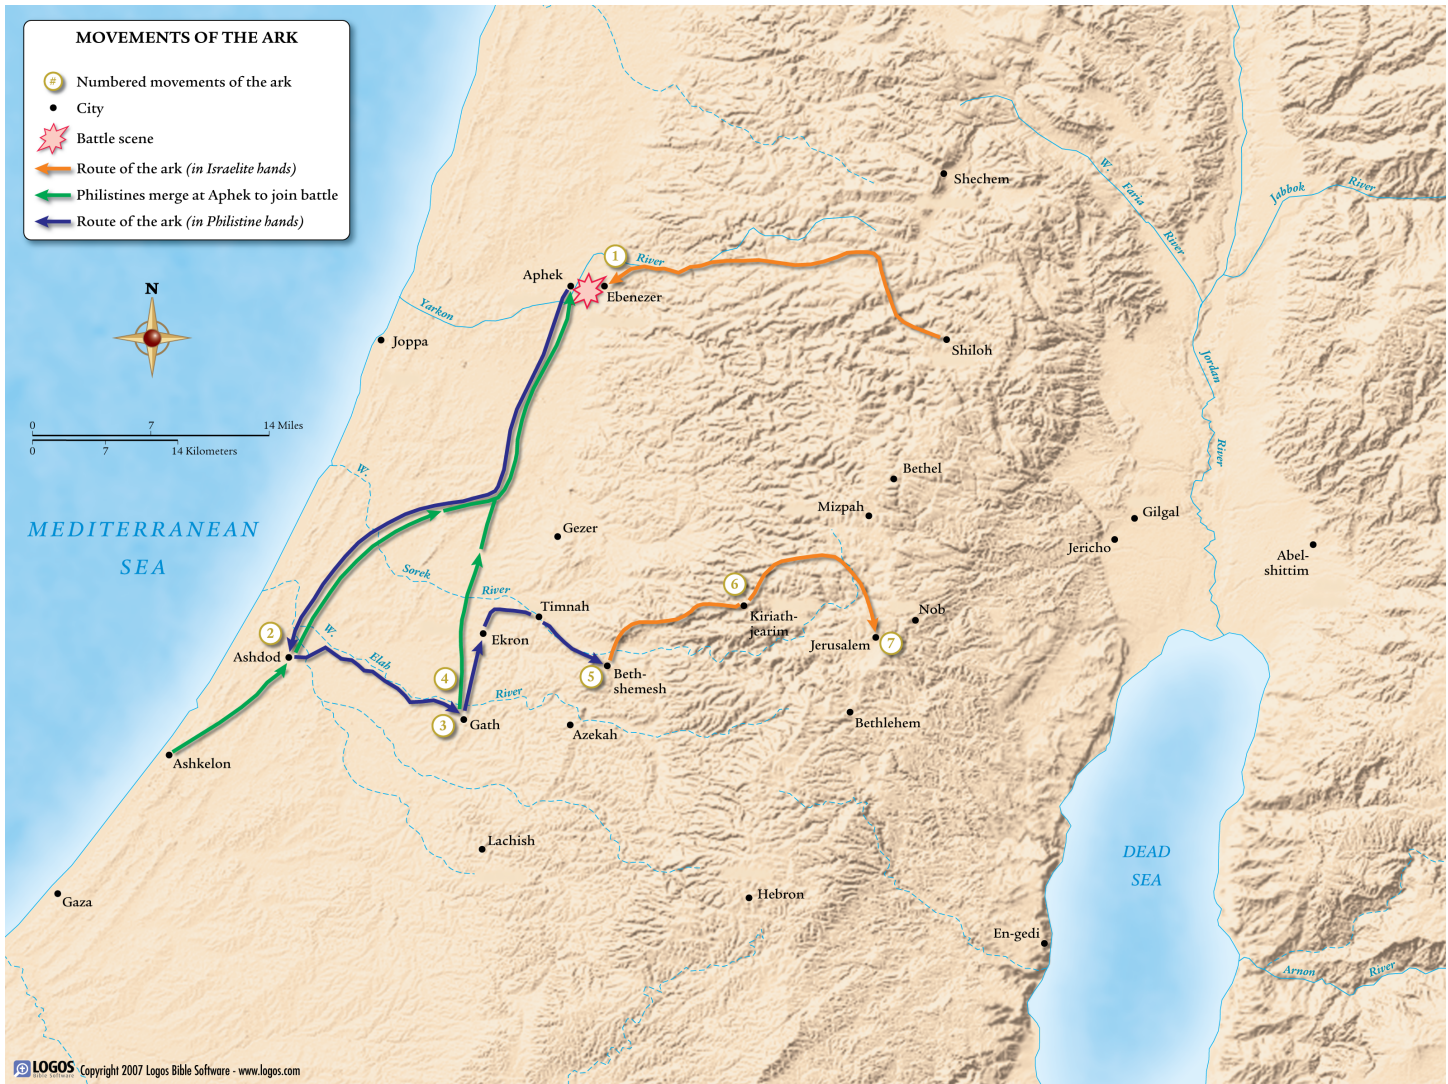 MOVEMENTS OF THE ARK
#
Numbered movements of the ark
City
Battle scene
Route of the ark (in Israelite hands)
Philistines merge at Aphek to join battle
Route of the ark (in Philistine hands)
N
0 7 14 Miles
0 7 14 Kilometers
MEDITERRANEAN
SEA
Shechem
W.
Faria
River
Jabbok
River
1
River
Aphek
Ebenezer
Yarkon
Joppa
Shiloh
Jordan
River
W.
Bethel
Mizpah
Gilgal
Jericho
Abel-
shittim
Gezer
Sorek
River
6
Timnah
Kiriath-
jearim
Nob
2
W.
Ekron
Jerusalem
7
Ashdod
Elah
4
5
Beth-
shemesh
River
3
Gath
Azekah
Bethlehem
Ashkelon
Lachish
DEAD
SEA
Gaza
Hebron
En-gedi
Arnon
River
LOGOS
Bible Software
Copyright 2007 Logos Bible Software - www.logos.com